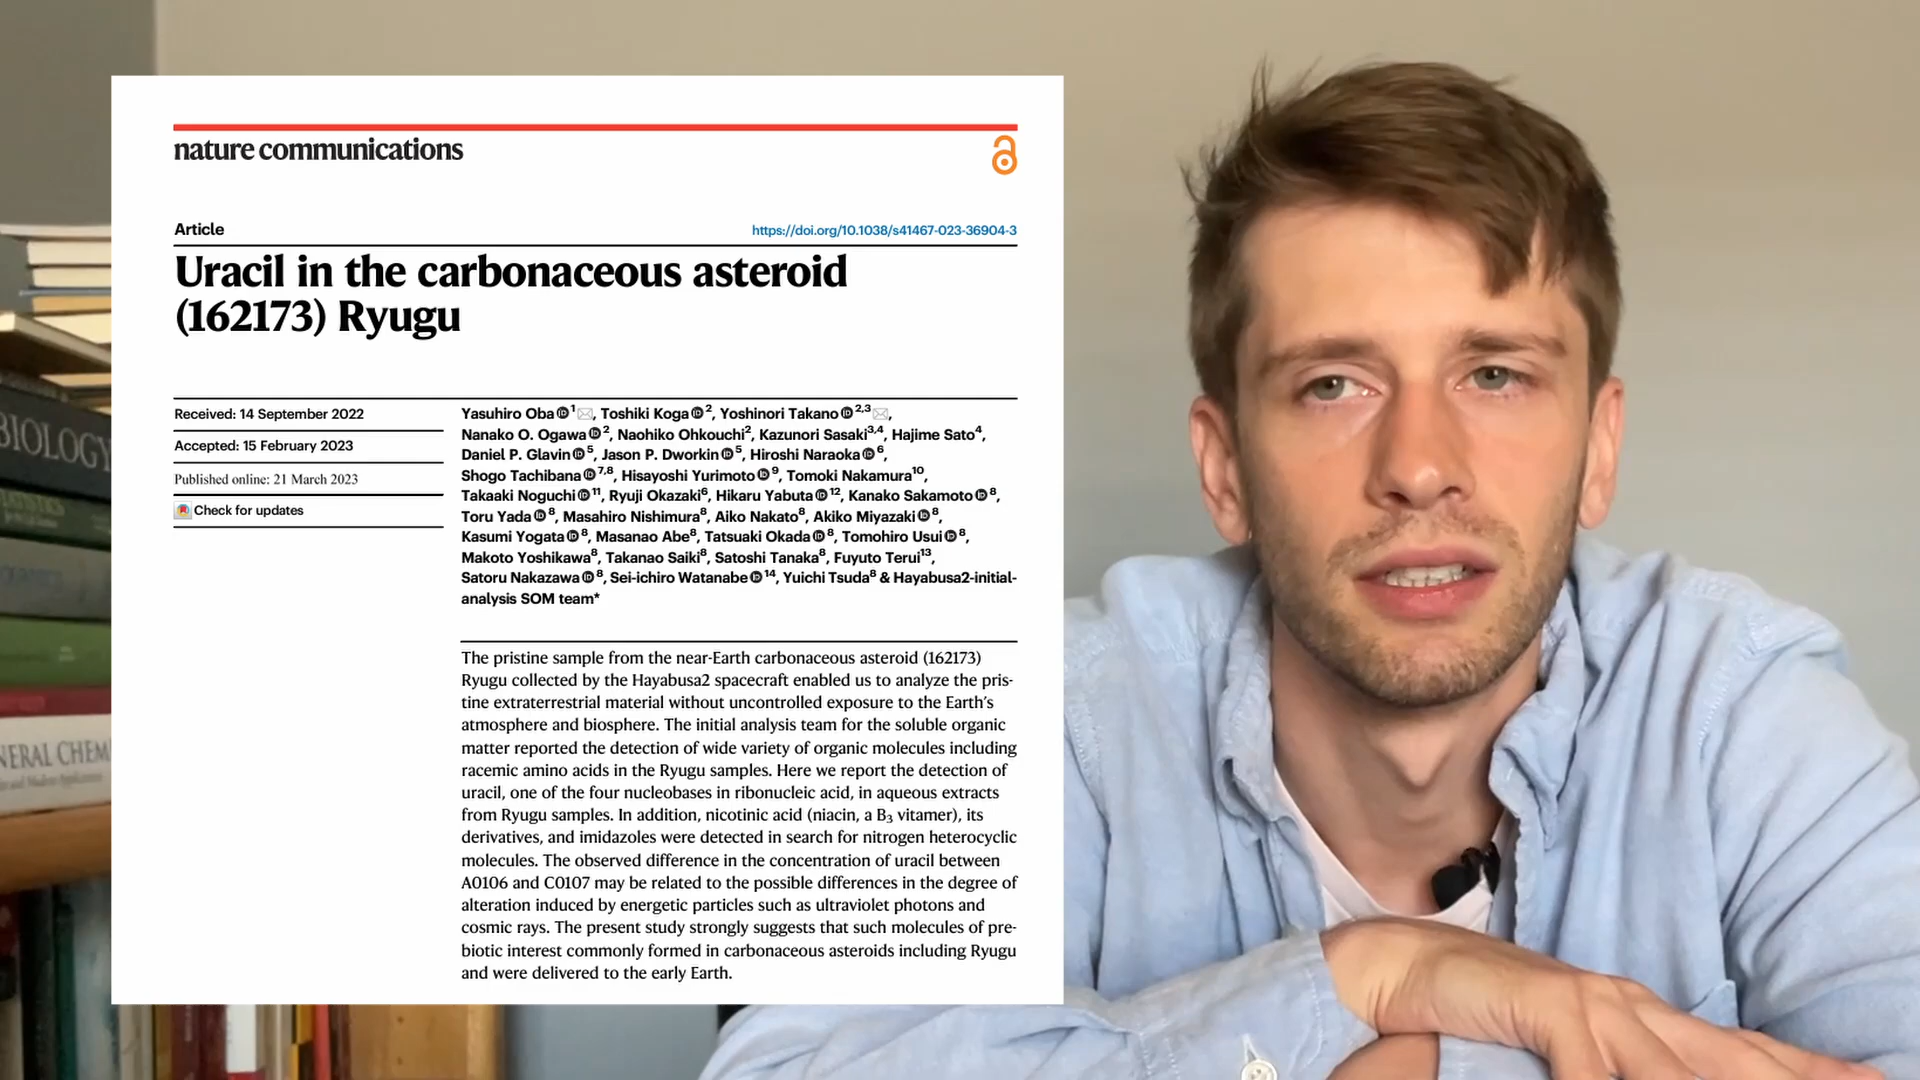 nature communications
Article
https://doi.org/10.1038/s41467-023-36904-3
Uracil in the carbonaceous asteroid
(162173) Ryugu
Received: 14 September 2022
Accepted: 15 February 2023
Published online: 21 March 2023
Check for updates
Yasuhiro Oba 1, Toshiki Koga 2, Yoshinori Takano 2,3,
Nanako O. Ogawa 2, Naohiko Ohkouchi2, Kazunori Sasaki3,4, Hajime Sato4,
Daniel P. Glavin 5, Jason P. Dworkin 5, Hiroshi Naraoka 6,
Shogo Tachibana 7,8, Hisayoshi Yurimoto 9, Tomoki Nakamura10,
Takaaki Noguchi 11, Ryuji Okazaki6, Hikaru Yabuta 12, Kanako Sakamoto 8,
Toru Yada 8, Masahiro Nishimura8, Aiko Nakato8, Akiko Miyazaki 8,
Kasumi Yogata 8, Masanao Abe8, Tatsuaki Okada 8, Tomohiro Usui 8,
Makoto Yoshikawa8, Takanao Saiki8, Satoshi Tanaka8, Fuyuto Terui13,
Satoru Nakazawa 8, Sei-ichiro Watanabe 14, Yuichi Tsuda8 & Hayabusa2-initial-
analysis SOM team*
The pristine sample from the near-Earth carbonaceous asteroid (162173)
Ryugu collected by the Hayabusa2 spacecraft enabled us to analyze the pris-
tine extraterrestrial material without uncontrolled exposure to the Earth's
atmosphere and biosphere. The initial analysis team for the soluble organic
matter reported the detection of wide variety of organic molecules including
racemic amino acids in the Ryugu samples. Here we report the detection of
uracil, one of the four nucleobases in ribonucleic acid, in aqueous extracts
from Ryugu samples. In addition, nicotinic acid (niacin, a B3 vitamer), its
derivatives, and imidazoles were detected in search for nitrogen heterocyclic
molecules. The observed difference in the concentration of uracil between
A0106 and C0107 may be related to the possible differences in the degree of
alteration induced by energetic particles such as ultraviolet photons and
cosmic rays. The present study strongly suggests that such molecules of pre-
biotic interest commonly formed in carbonaceous asteroids including Ryugu
and were delivered to the early Earth.
BIOLOGY
NERAL CHEM